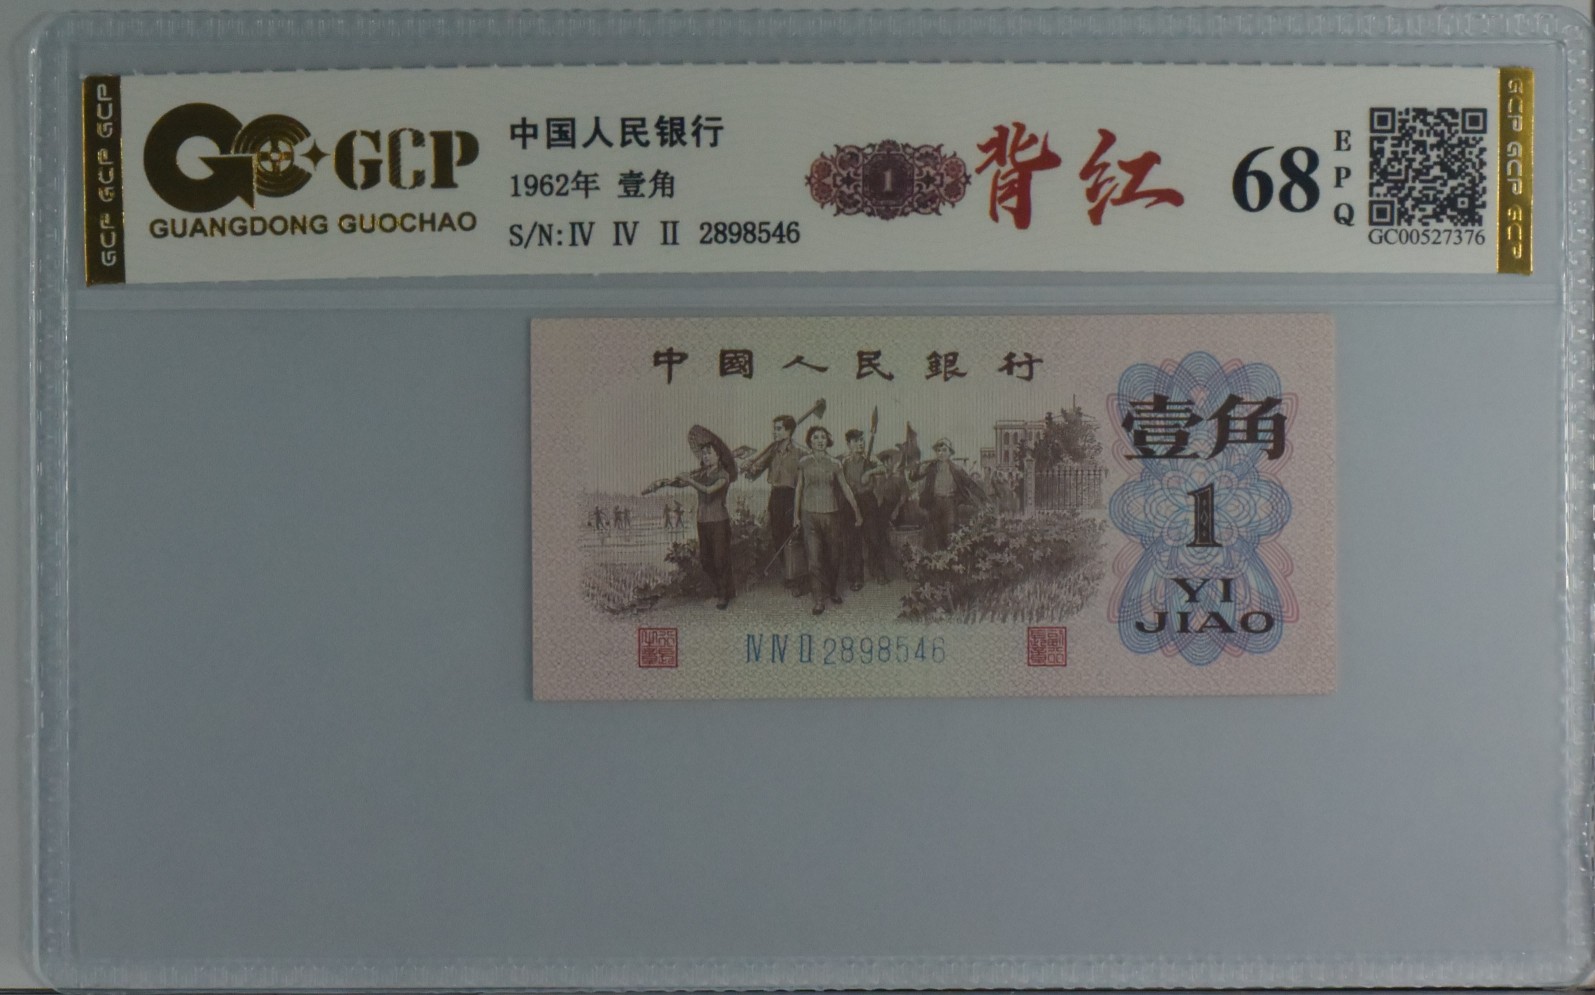 GCP GCP GCP
GCP
GUANGDONG GUOCHAO
中国人民银行
1962年 壹角
S/N: Ⅳ Ⅳ Ⅱ 2898546
1
背红
68
EPQ
GC00527376
GCP GCP GCP
中國人民銀行
壹角
1
YI
JIAO
Ⅳ Ⅳ Ⅱ 2898546